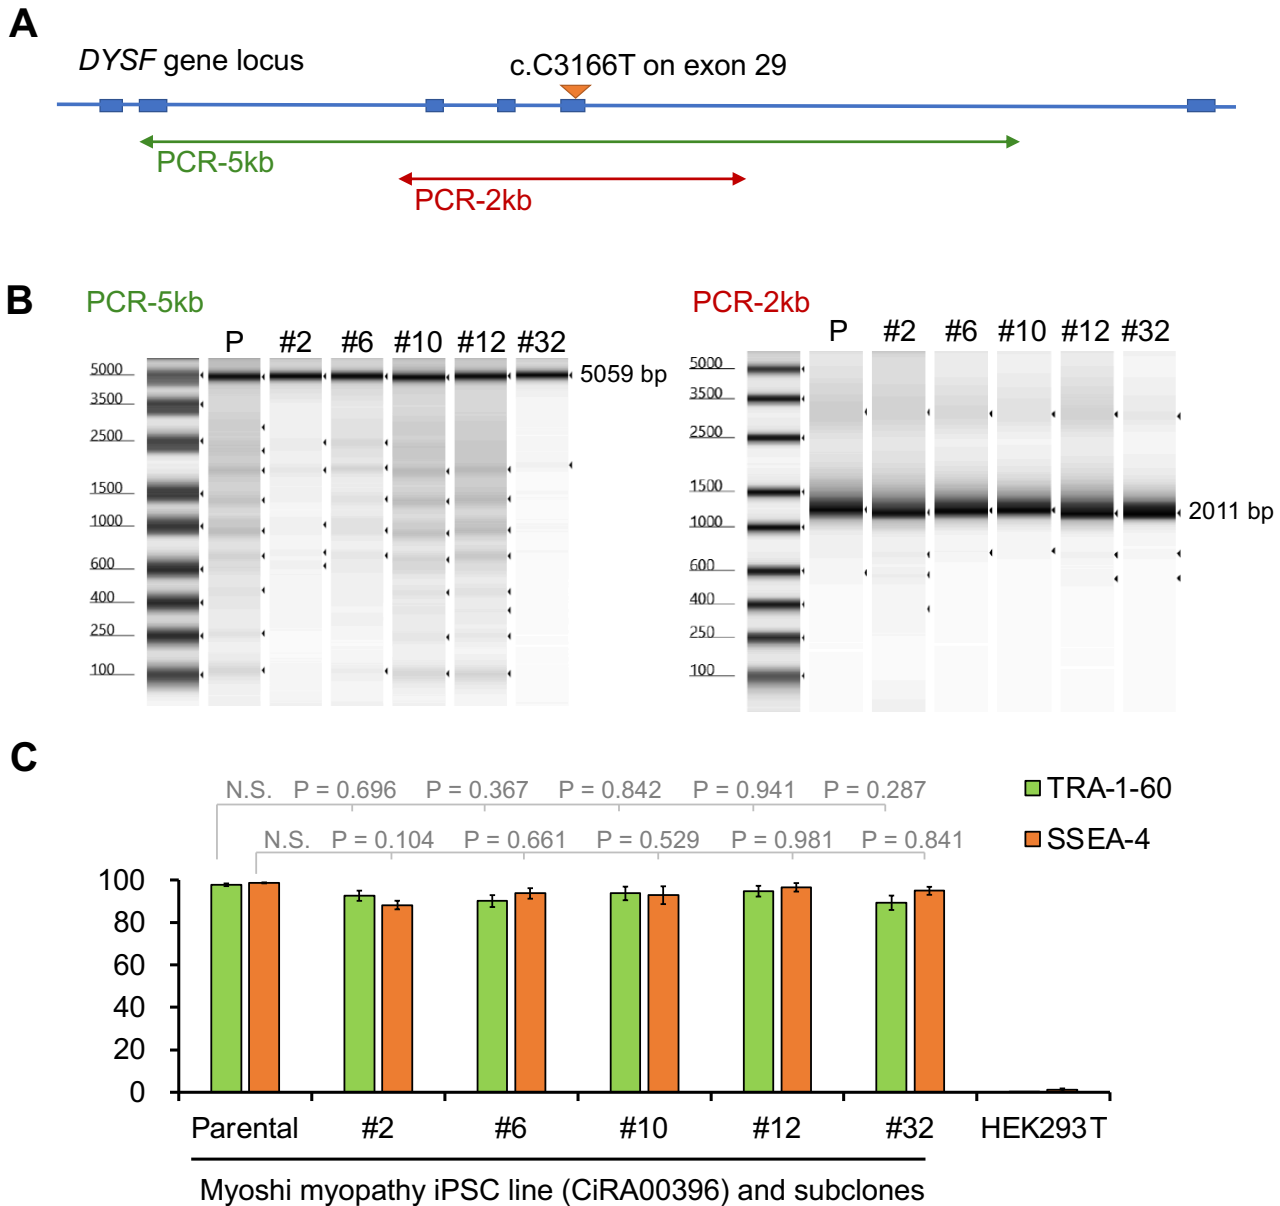 A
DYSF gene locus
c.C3166T on exon 29
PCR-5kb
PCR-2kb
B
PCR-5kb
P #2 #6 #10 #12 #32
5000
3500
2500
1500
1000
600
400
250
100
5059 bp
PCR-2kb
P #2 #6 #10 #12 #32
5000
3500
2500
1500
1000
600
400
250
100
2011 bp
C
N.S. P = 0.696 P = 0.367 P = 0.842 P = 0.941 P = 0.287
N.S. P = 0.104 P = 0.661 P = 0.529 P = 0.981 P = 0.841
TRA-1-60
SSEA-4
100
80
60
40
20
0
Parental #2 #6 #10 #12 #32 HEK293T
Myoshi myopathy iPSC line (CiRA00396) and subclones